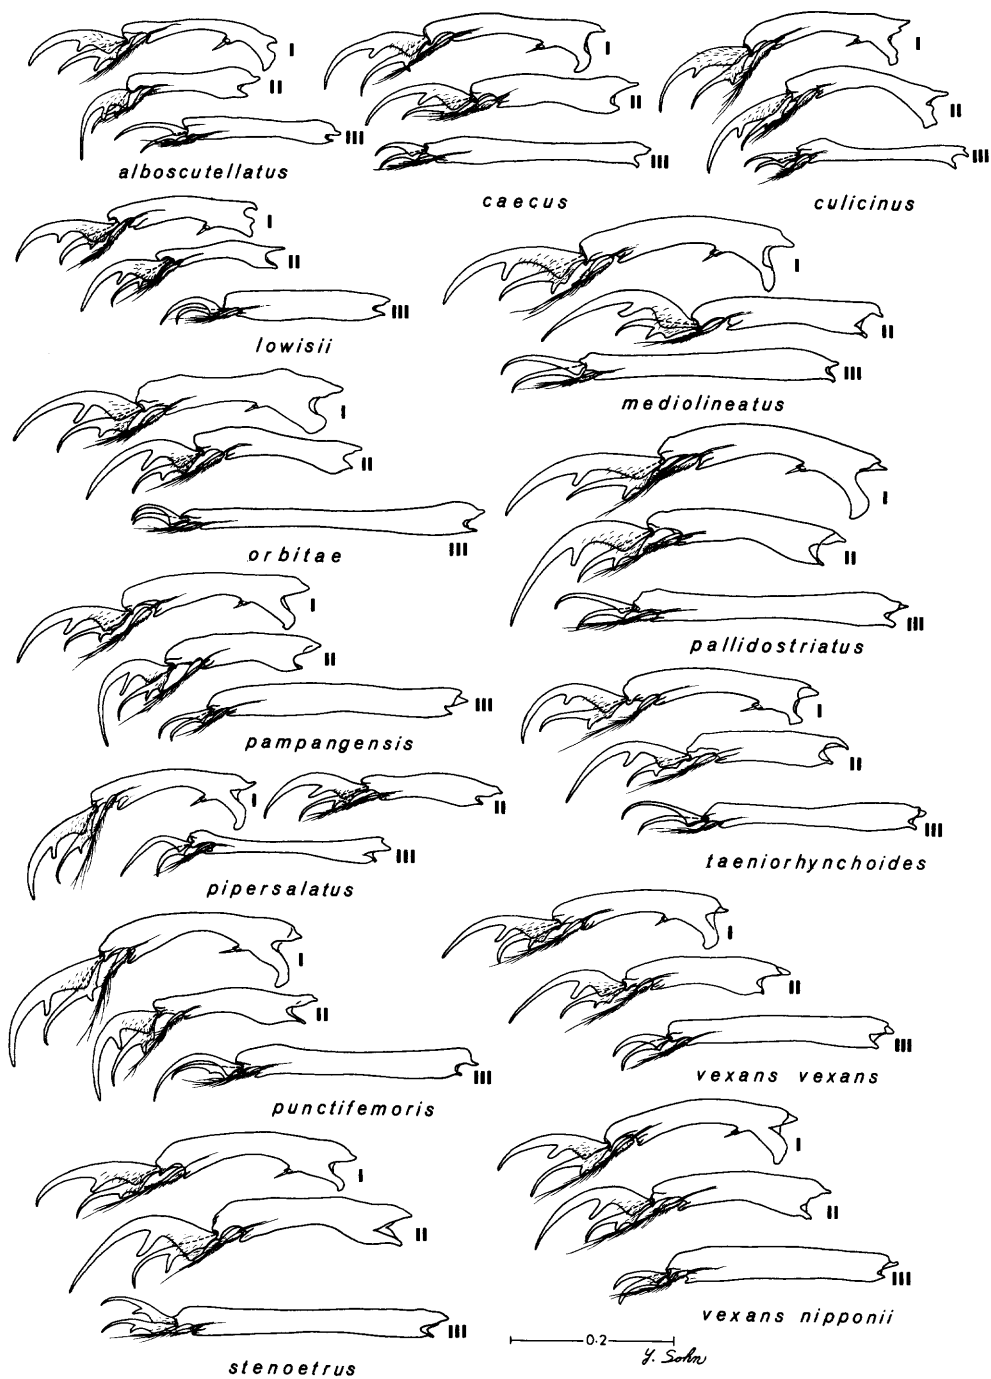 I
II
III
alboscutellatus
I
II
III
caecus
I
II
III
culicinus
I
II
III
lowisii
I
II
III
mediolineatus
I
II
III
orbitae
I
II
III
pallidostriatus
I
II
III
pampangensis
I
II
III
taeniorhynchoides
I
II
III
pipersalatus
I
II
III
punctifemoris
I
II
III
vexans vexans
I
II
III
stenoetrus
I
II
III
vexans nipponii
0.2
Y. Sohn